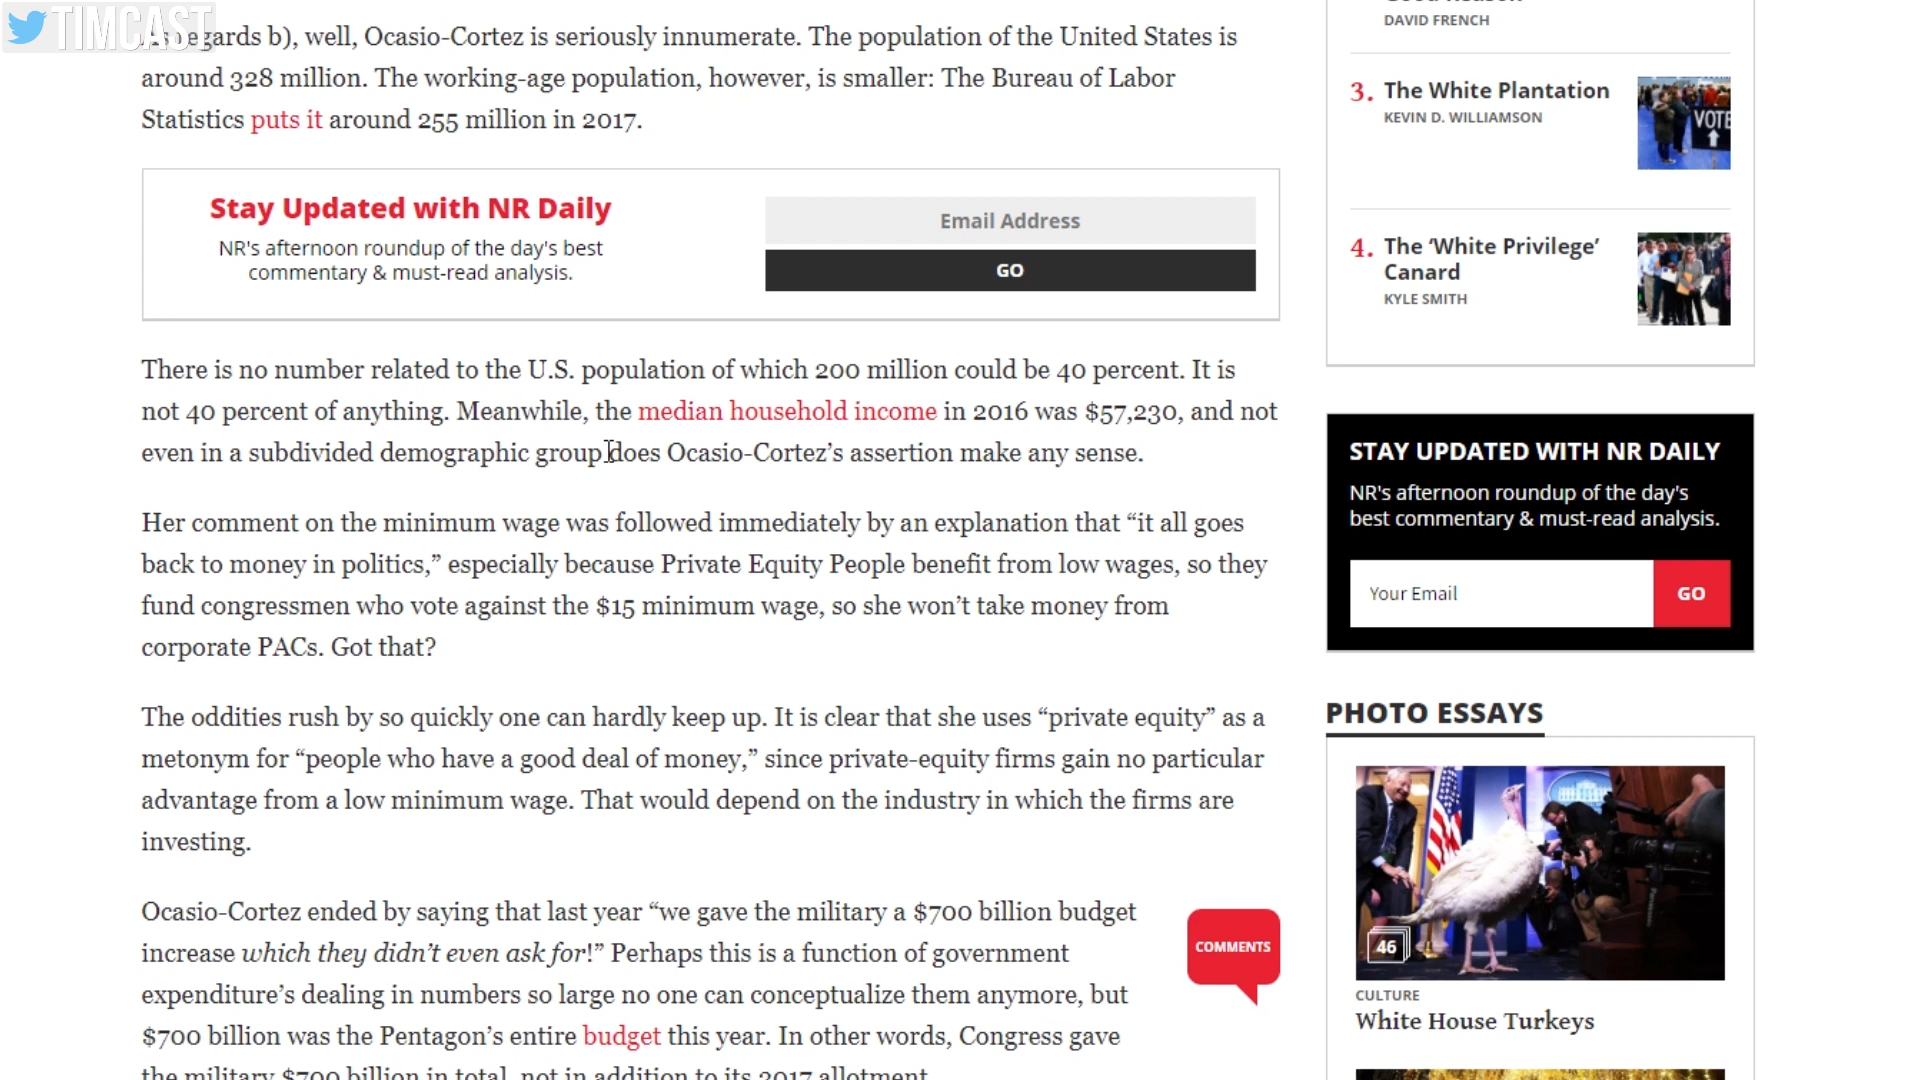 TIMCAST
As regards b), well, Ocasio-Cortez is seriously innumerate. The population of the United States is
around 328 million. The working-age population, however, is smaller: The Bureau of Labor
Statistics puts it around 255 million in 2017.
Stay Updated with NR Daily
NR's afternoon roundup of the day's best
commentary & must-read analysis.
Email Address
GO
There is no number related to the U.S. population of which 200 million could be 40 percent. It is
not 40 percent of anything. Meanwhile, the median household income in 2016 was $57,230, and not
even in a subdivided demographic group does Ocasio-Cortez’s assertion make any sense.
Her comment on the minimum wage was followed immediately by an explanation that “it all goes
back to money in politics,” especially because Private Equity People benefit from low wages, so they
fund congressmen who vote against the $15 minimum wage, so she won’t take money from
corporate PACs. Got that?
The oddities rush by so quickly one can hardly keep up. It is clear that she uses “private equity” as a
metonym for “people who have a good deal of money,” since private-equity firms gain no particular
advantage from a low minimum wage. That would depend on the industry in which the firms are
investing.
Ocasio-Cortez ended by saying that last year “we gave the military a $700 billion budget
increase which they didn’t even ask for!” Perhaps this is a function of government
expenditure’s dealing in numbers so large no one can conceptualize them anymore, but
$700 billion was the Pentagon’s entire budget this year. In other words, Congress gave
the military $700 billion in total, not in addition to its 2017 allotment.
COMMENTS
DAVID FRENCH
3. The White Plantation
KEVIN D. WILLIAMSON
VOTE
4. The ‘White Privilege’
Canard
KYLE SMITH
STAY UPDATED WITH NR DAILY
NR's afternoon roundup of the day's
best commentary & must-read analysis.
Your Email
GO
PHOTO ESSAYS
46
CULTURE
White House Turkeys